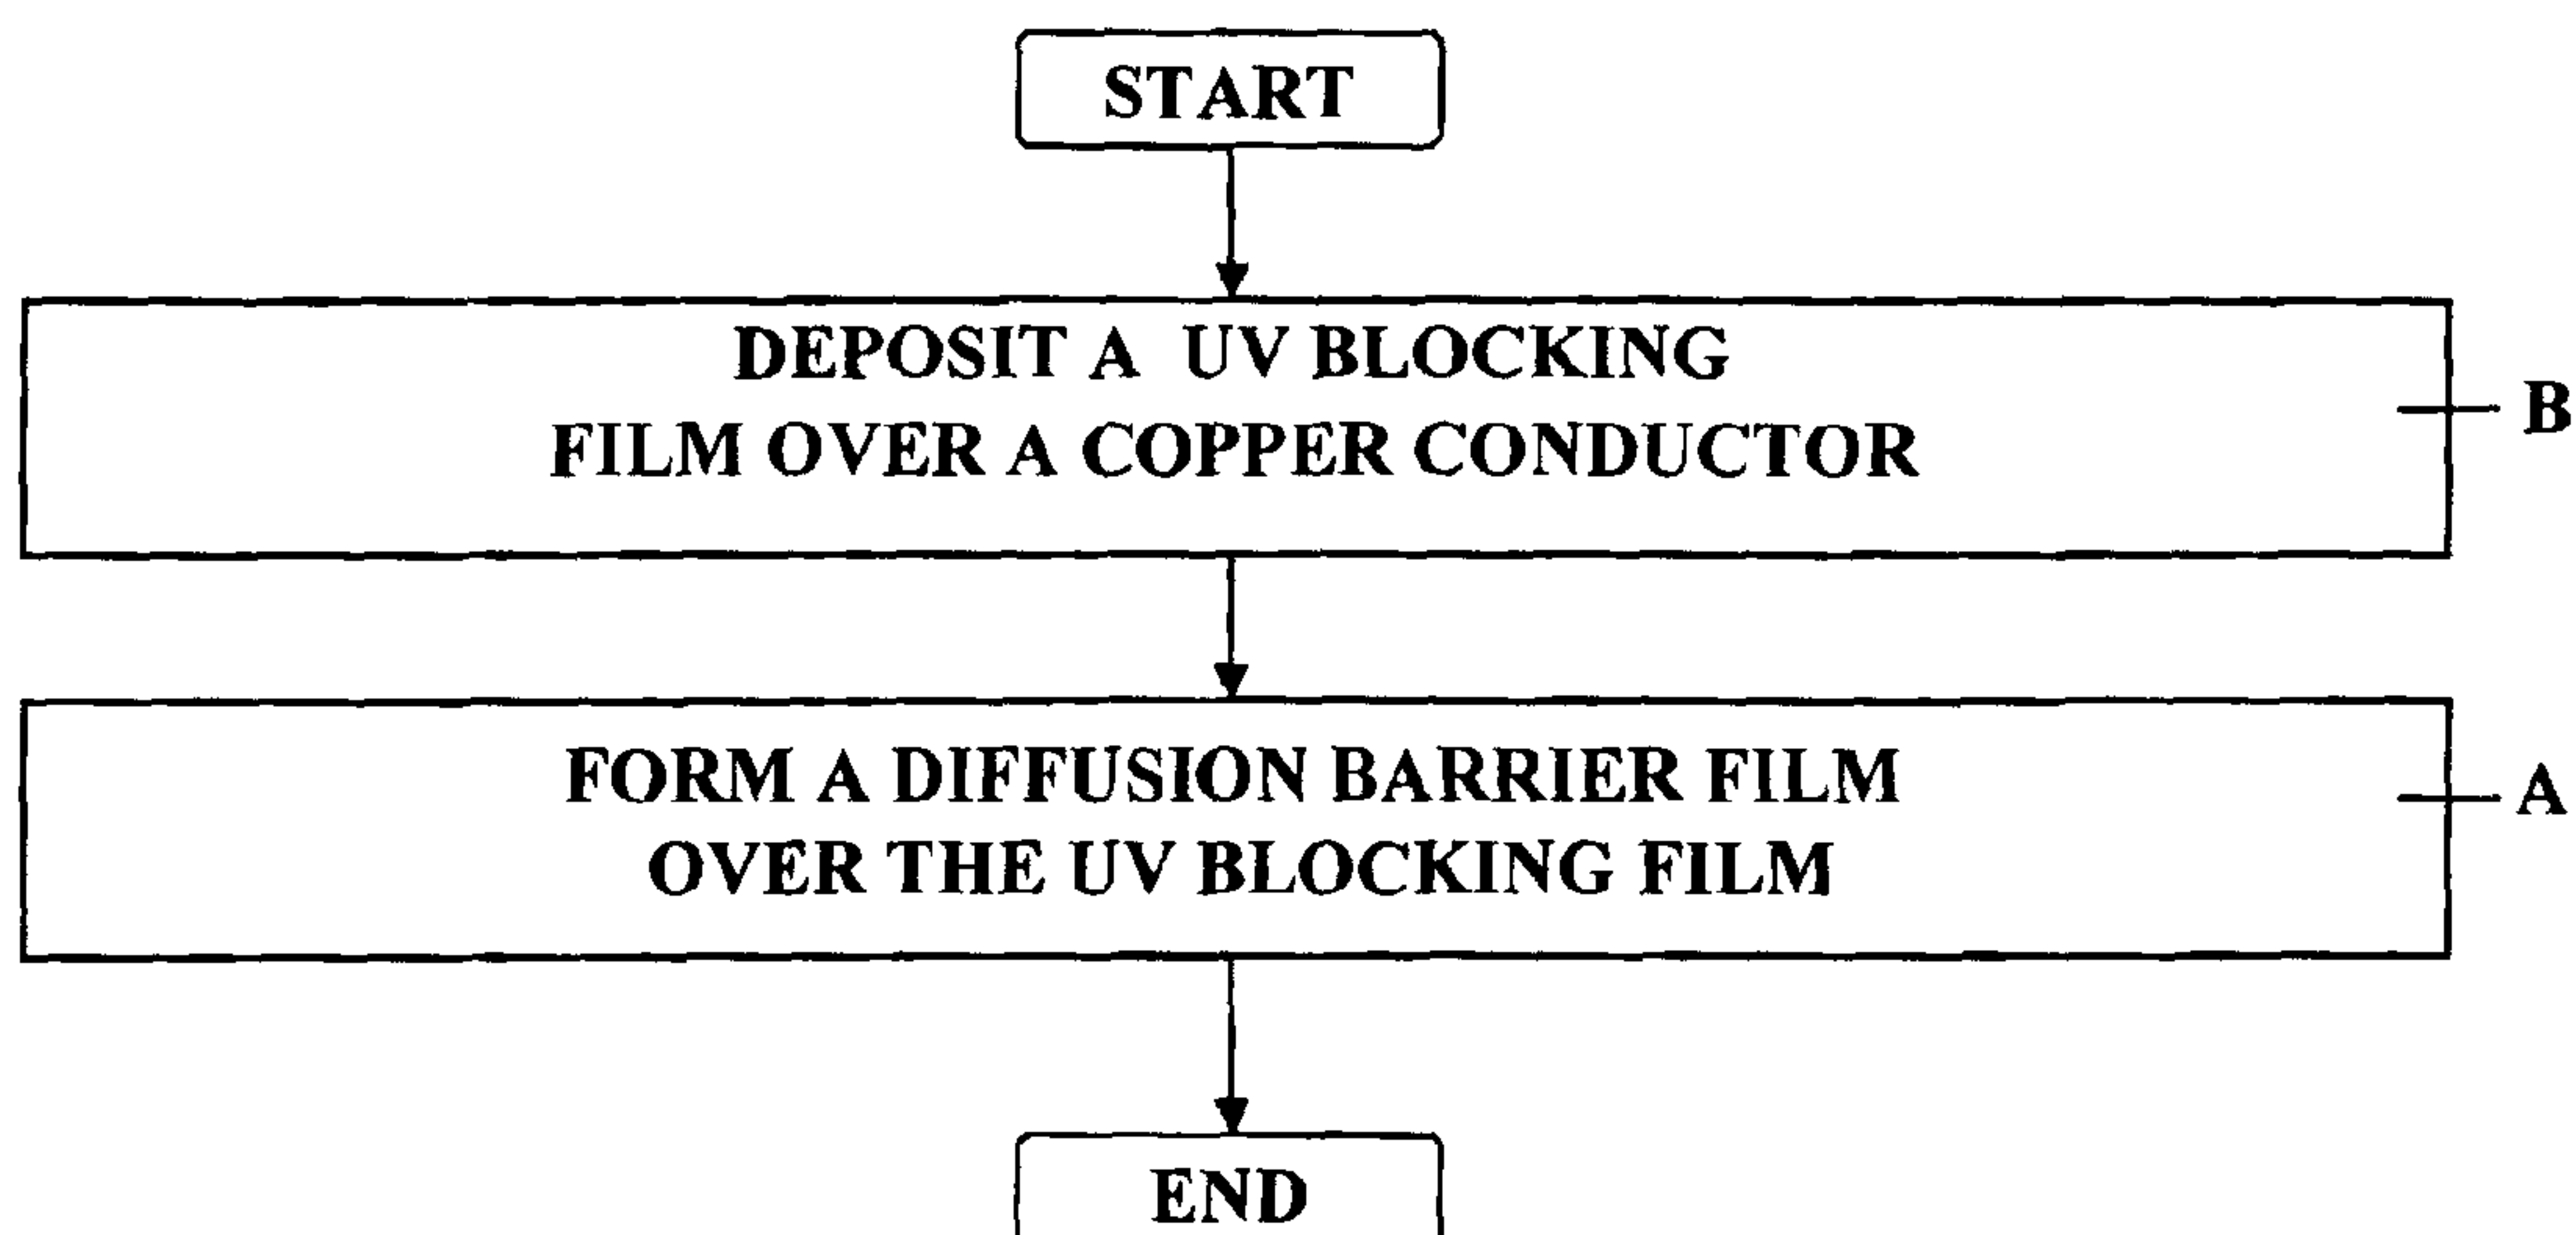 START
DEPOSIT A UV BLOCKING
FILM OVER A COPPER CONDUCTOR
B
FORM A DIFFUSION BARRIER FILM
OVER THE UV BLOCKING FILM
A
END